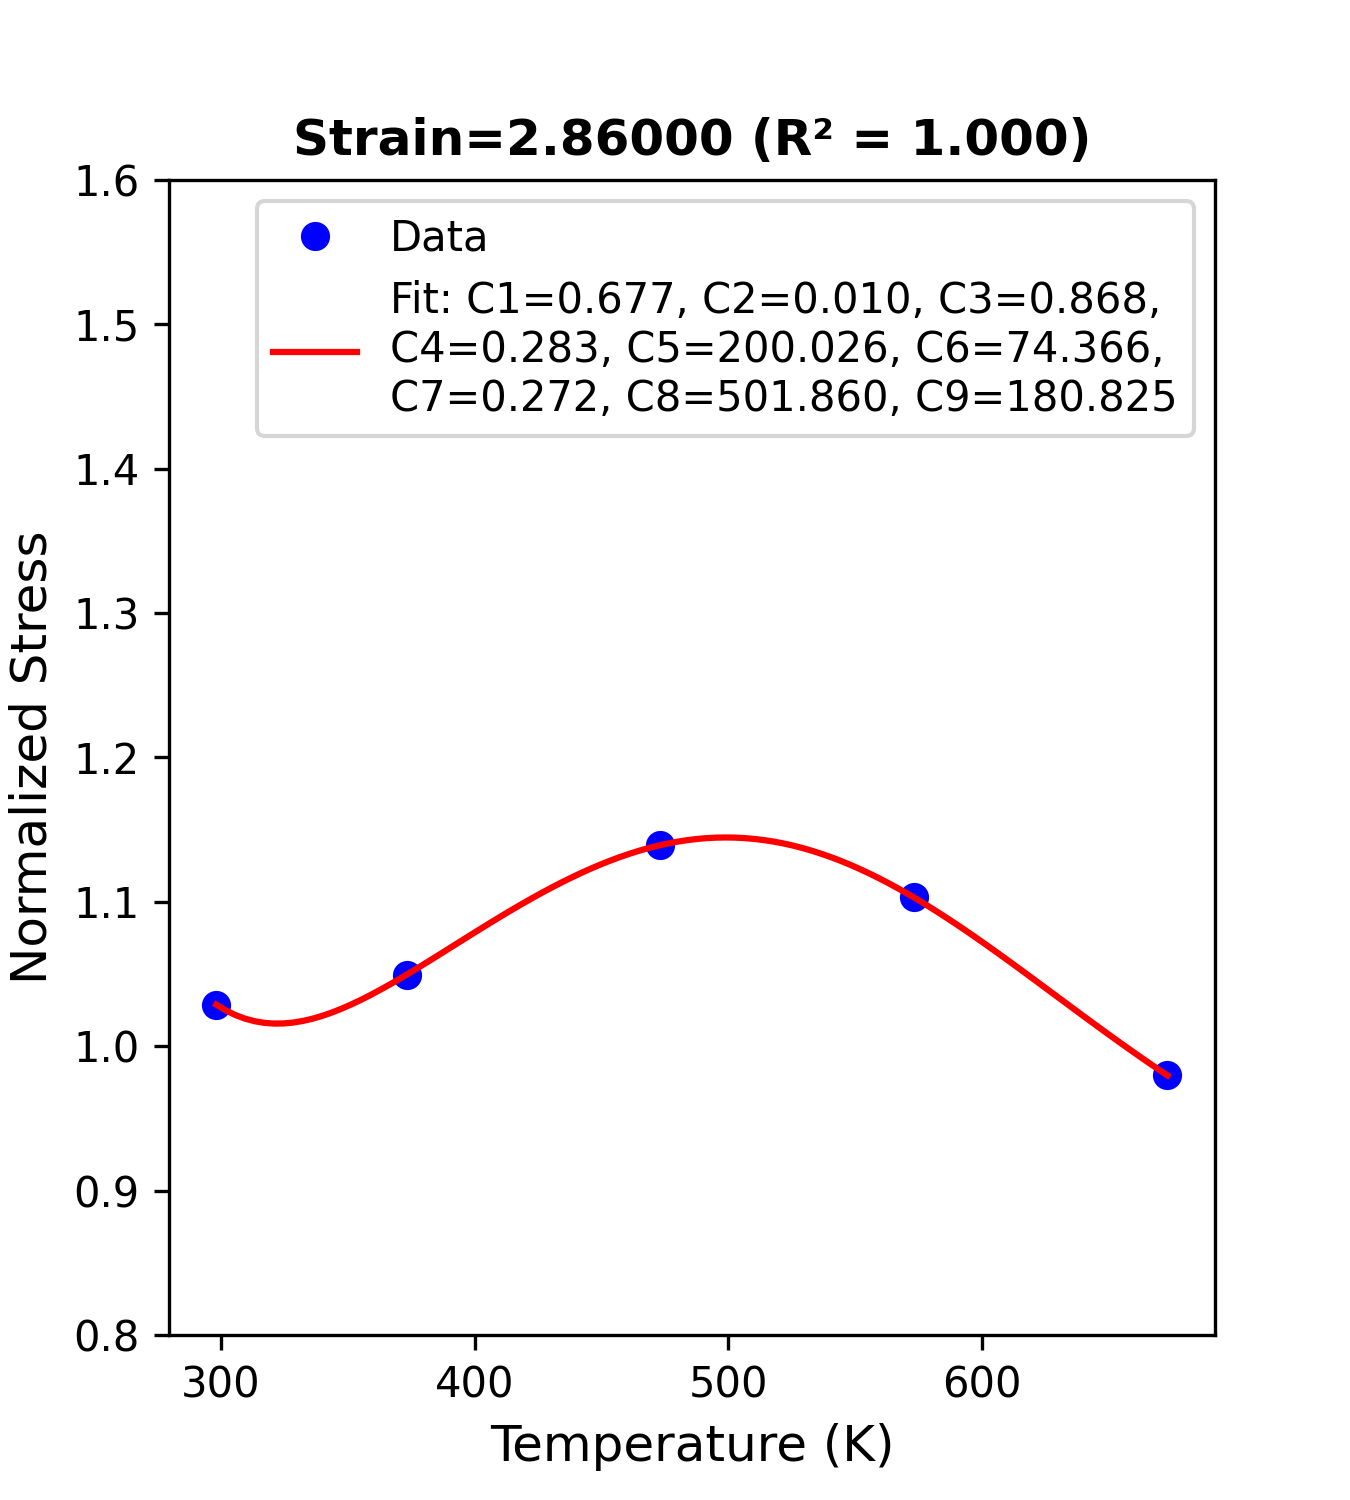 Strain=2.86000 (R² = 1.000)
Data
Fit: C1=0.677, C2=0.010, C3=0.868,
C4=0.283, C5=200.026, C6=74.366,
C7=0.272, C8=501.860, C9=180.825
Normalized Stress
1.6
1.5
1.4
1.3
1.2
1.1
1.0
0.9
0.8
300 400 500 600
Temperature (K)